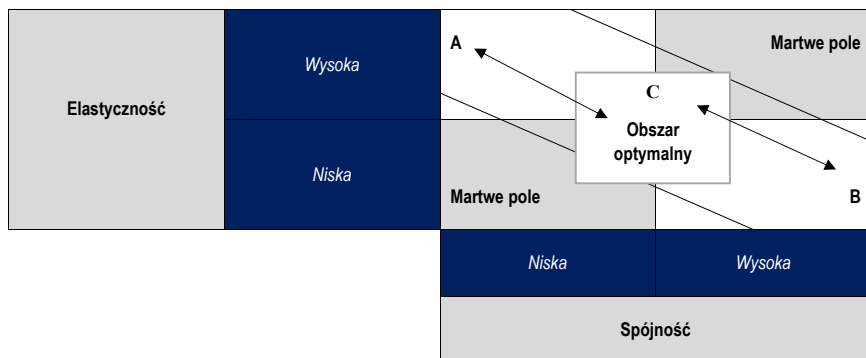 Elastyczność
Wysoka
A
Martwe pole
C
Obszar
optymalny
Niska
Martwe pole
B
Niska
Wysoka
Spójność